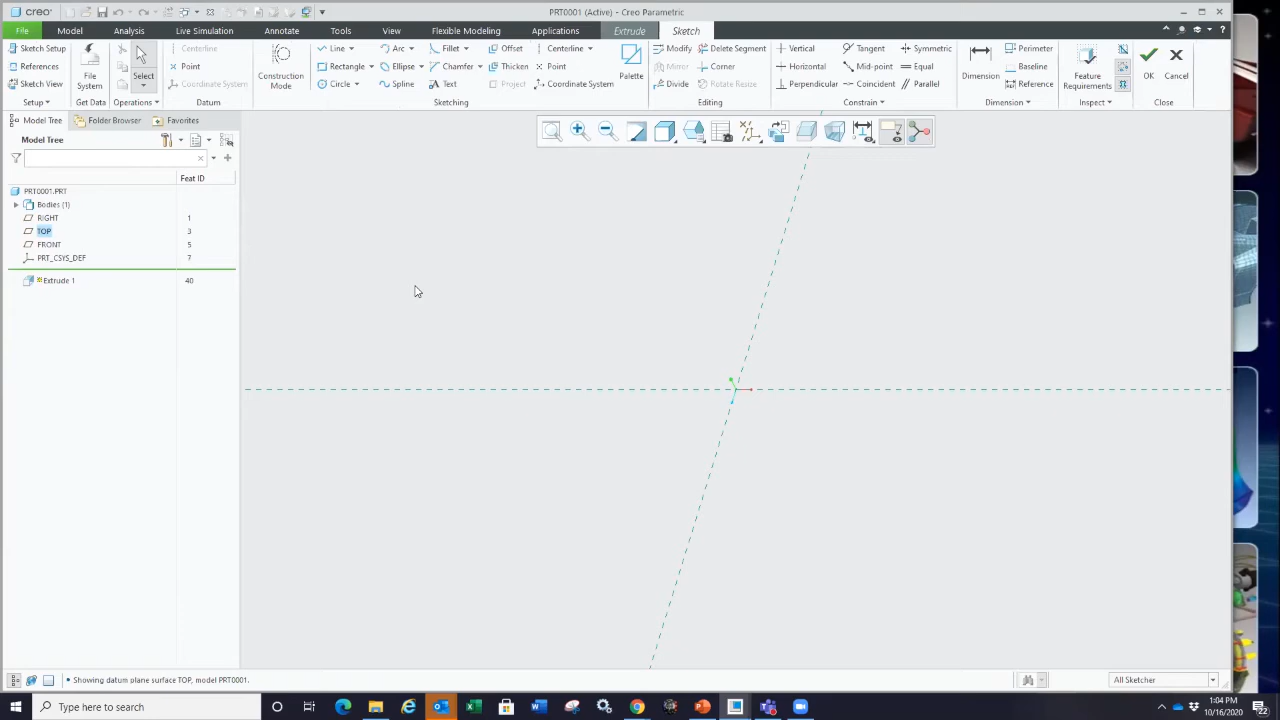 creo
PRT0001 (Active) - Creo Parametric
File Model Analysis Live Simulation Annotate Tools View Flexible Modeling Applications Extrude Sketch
Sketch Setup
References
Sketch View
Setup
File System
Get Data
Select
Operations
Centerline
Point
Coordinate System
Datum
Construction Mode
Line Arc Fillet Offset Centerline
Rectangle Ellipse Chamfer Thicken Point
Circle Spline Text Project Coordinate System
Palette
Sketching
Modify Delete Segment
Mirror Corner
Divide Rotate Resize
Editing
Vertical Tangent Symmetric
Horizontal Mid-point Equal
Perpendicular Coincident Parallel
Constrain
Dimension
Perimeter
Baseline
Reference
Dimension
Feature Requirements
Inspect
OK Cancel
Close
Model Tree Folder Browser Favorites
Model Tree
Feat ID
PRT0001.PRT
Bodies (1)
RIGHT 1
TOP 3
FRONT 5
PRT_CSYS_DEF 7
Extrude 1 40
• Showing datum plane surface TOP, model PRT0001.
All Sketcher
Type here to search
1:04 PM
10/16/2020
22